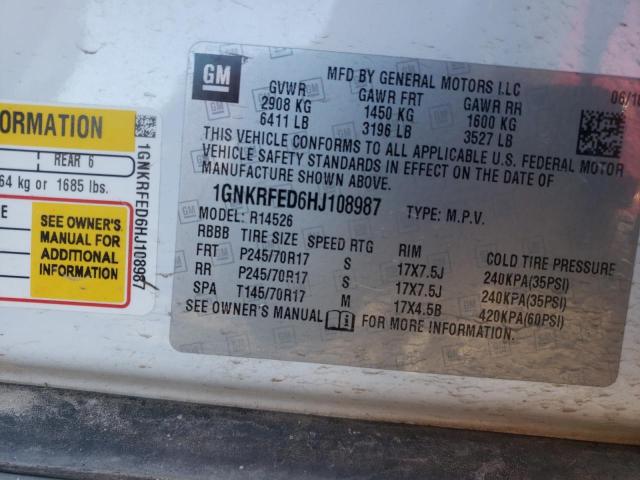 ORMATION
REAR 6
64 kg or 1685 lbs.
SEE OWNER'S
MANUAL FOR
ADDITIONAL
INFORMATION
1GNKRFED6HJ108987
GM
MFD BY GENERAL MOTORS LLC
06/16
GVWR GAWR FRT GAWR RR
2908 KG 1450 KG 1600 KG
6411 LB 3196 LB 3527 LB
THIS VEHICLE CONFORMS TO ALL APPLICABLE U.S. FEDERAL MOTOR
VEHICLE SAFETY STANDARDS IN EFFECT ON THE DATE OF
MANUFACTURE SHOWN ABOVE.
1GNKRFED6HJ108987 TYPE: M.P.V.
MODEL: R14526
RBBB TIRE SIZE SPEED RTG RIM COLD TIRE PRESSURE
FRT P245/70R17 S 17X7.5J 240KPA(35PSI)
RR P245/70R17 S 17X7.5J 240KPA(35PSI)
SPA T145/70R17 M 17X4.5B 420KPA(60PSI)
SEE OWNER'S MANUAL FOR MORE INFORMATION.